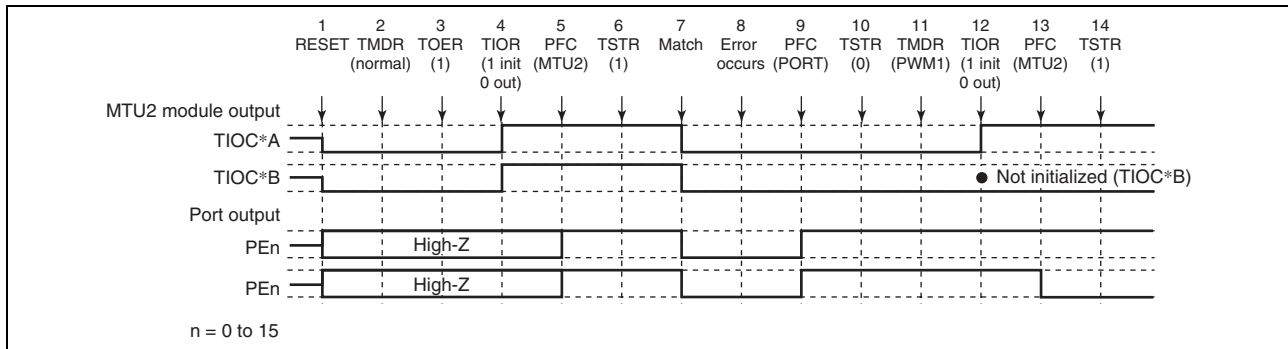 1 2 3 4 5 6 7 8 9 10 11 12 13 14
RESET TMDR TOER TIOR PFC TSTR Match Error PFC TSTR TMDR TIOR PFC TSTR
(normal) (1) (1 init (MTU2) (1) occurs (PORT) (0) (PWM1) (1 init (MTU2) (1)
0 out) 0 out)
MTU2 module output
TIOC*A
TIOC*B
● Not initialized (TIOC*B)
Port output
PEn
High-Z
PEn
High-Z
n = 0 to 15